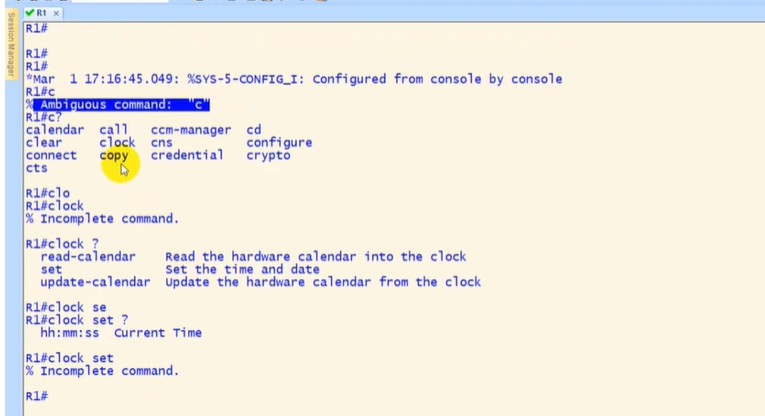 Session Manager
R1
R1#
R1#
R1#
*Mar  1 17:16:45.049: %SYS-5-CONFIG_I: Configured from console by console
R1#c
% Ambiguous command:  "c"
R1#c?
calendar  call   ccm-manager  cd
clear     clock  cns          configure
connect   copy   credential   crypto
cts
R1#clo
R1#clock
% Incomplete command.
R1#clock ?
  read-calendar    Read the hardware calendar into the clock
  set              Set the time and date
  update-calendar  Update the hardware calendar from the clock
R1#clock se
R1#clock set ?
  hh:mm:ss  Current Time
R1#clock set
% Incomplete command.
R1#